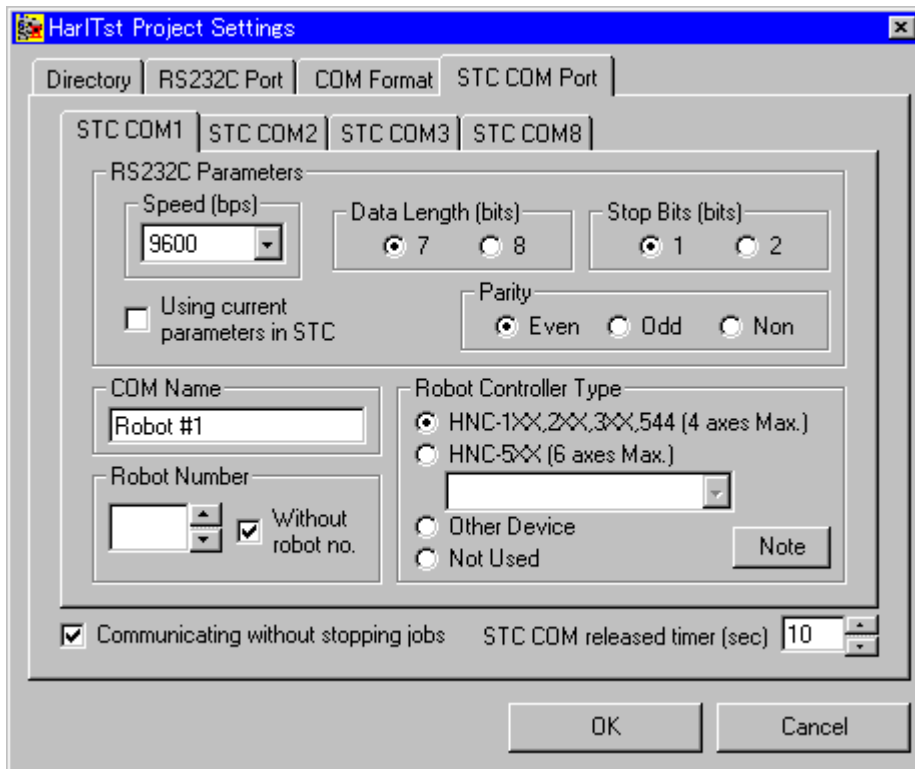 HarlTst Project Settings
Directory RS232C Port COM Format STC COM Port
STC COM1 STC COM2 STC COM3 STC COM8
RS232C Parameters
Speed (bps) Data Length (bits) Stop Bits (bits)
9600 7 8 1 2
Using current
parameters in STC
Parity
Even Odd Non
COM Name
Robot #1
Robot Controller Type
HNC-1XX,2XX,3XX,544 (4 axes Max.)
HNC-5XX (6 axes Max.)
Robot Number
Without
robot no.
Other Device
Not Used
Note
Communicating without stopping jobs STC COM released timer (sec) 10
OK Cancel